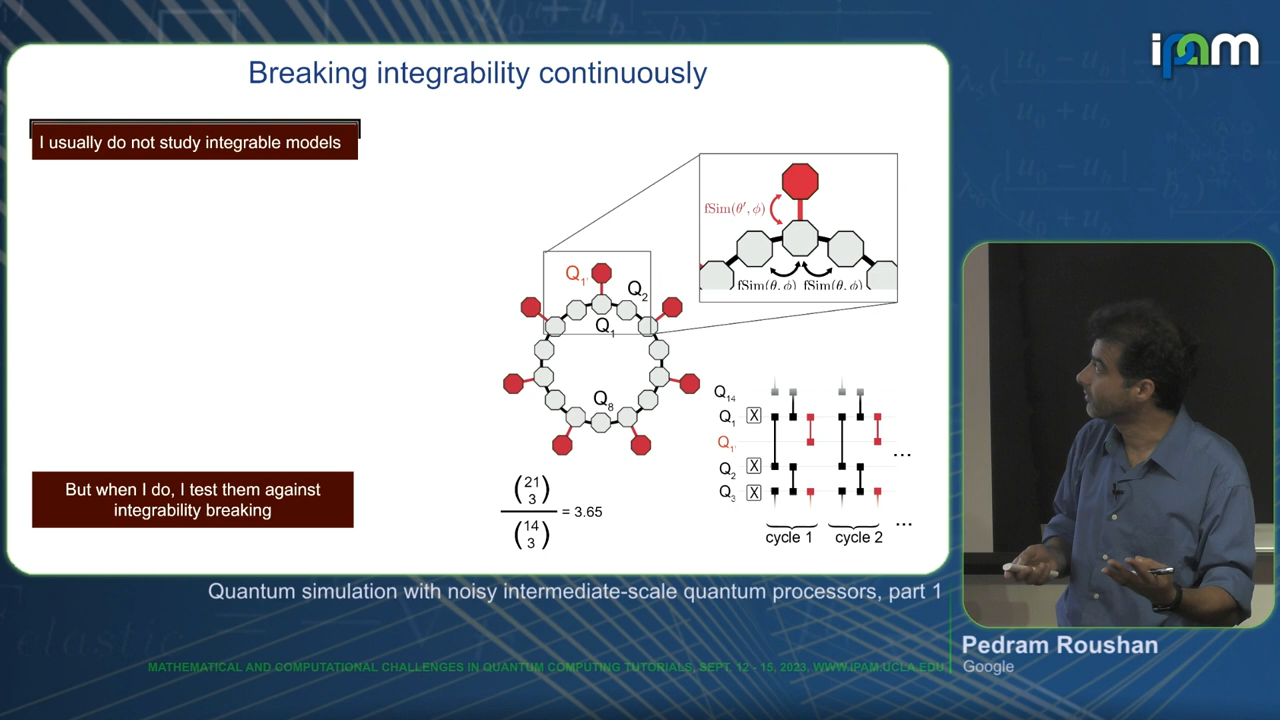 ipam
Breaking integrability continuously
I usually do not study integrable models
fSim(θ′, ϕ)
fSim(θ, ϕ) fSim(θ, ϕ)
Q1′
Q2
Q1
Q8
Q14
Q1 X
Q1′
Q2 X
Q3 X
...
...
cycle 1 cycle 2
(21 3)
(14 3)
= 3.65
But when I do, I test them against
integrability breaking
Quantum simulation with noisy intermediate-scale quantum processors, part 1
Pedram Roushan
Google
MATHEMATICAL AND COMPUTATIONAL CHALLENGES IN QUANTUM COMPUTING TUTORIALS, SEPT. 12 - 15, 2023, WWW.IPAM.UCLA.EDU
elastic